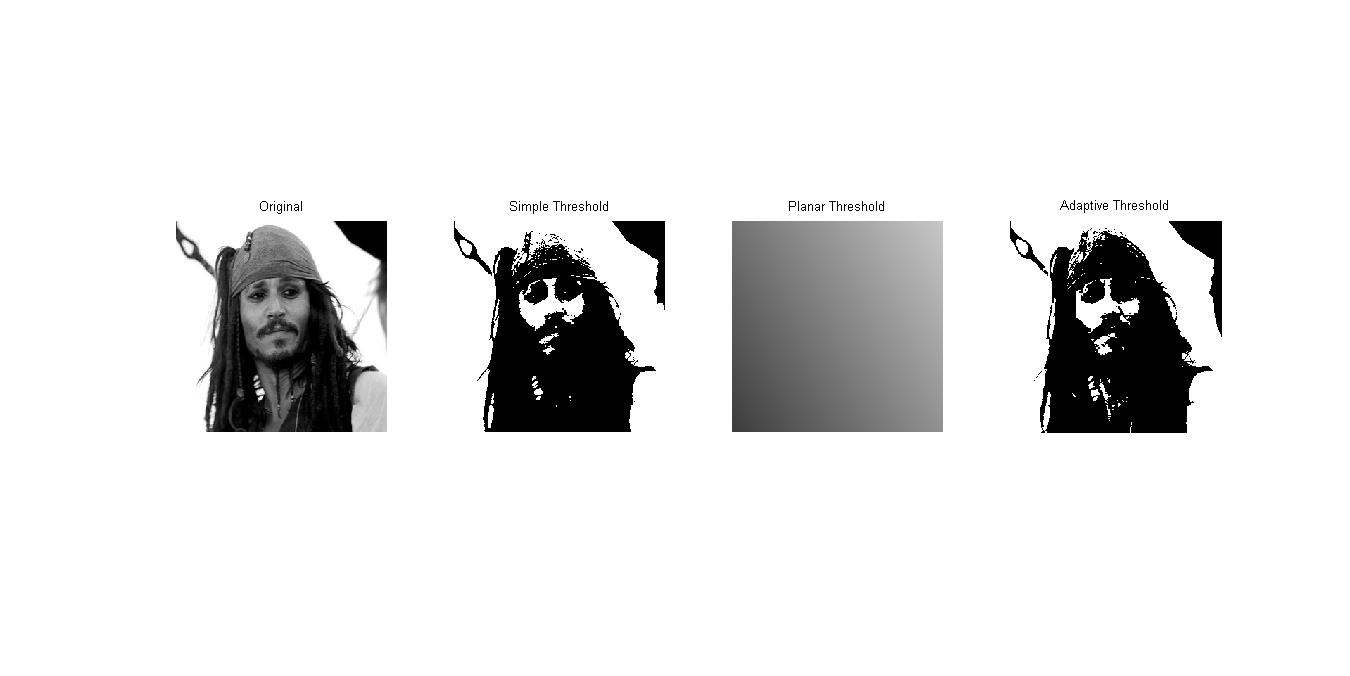 Original
Simple Threshold
Planar Threshold
Adaptive Threshold